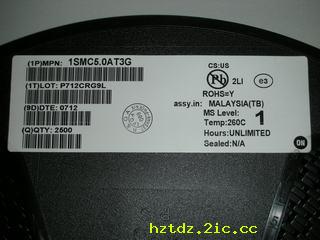 (1P)MPN: 1SMC5.0AT3G
(1T)LOT: P712CRG9L
(9D)DTE: 0712
(Q)QTY: 2500
CS:US
Pb 2LI e3
ROHS=Y
assy.in: MALAYSIA(TB)
MS Level: 1
Temp:260C
Hours:UNLIMITED
Sealed:N/A
ON
hztdz.2ic.cc